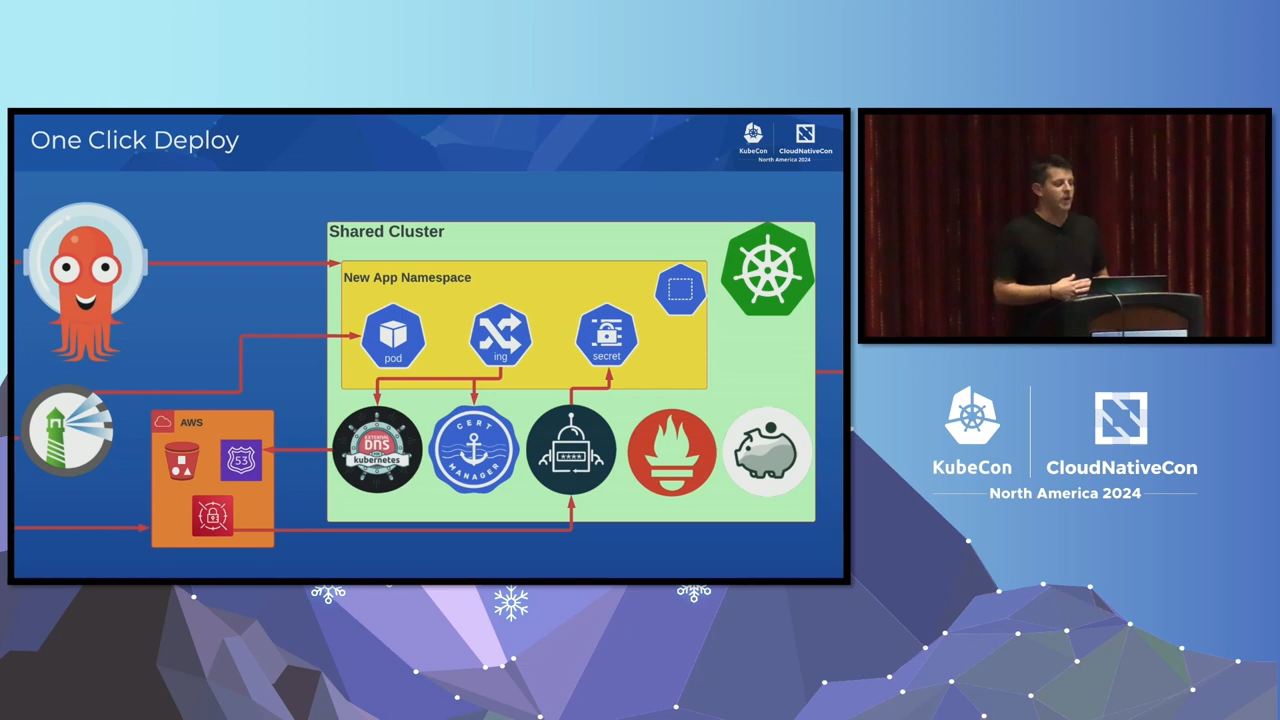 One Click Deploy
KubeCon
CloudNativeCon
North America 2024
Shared Cluster
New App Namespace
pod
ing
secret
AWS
53
EXTERNAL
DNS
kubernetes
CERT
MANAGER
****
KubeCon
CloudNativeCon
North America 2024